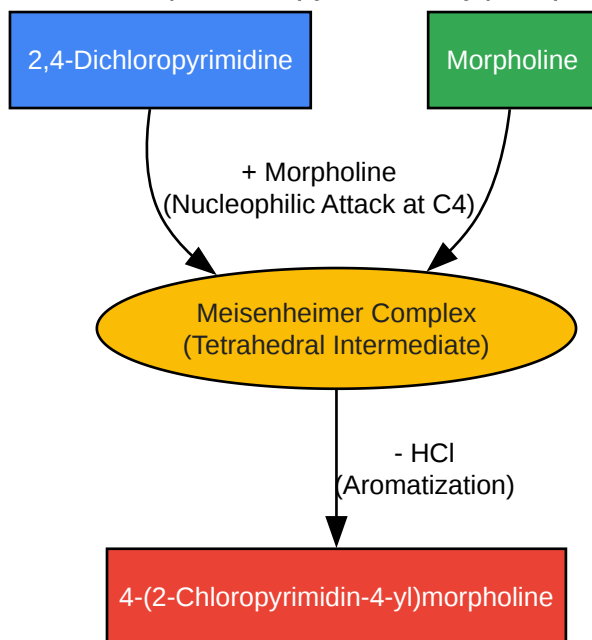 2,4-Dichloropyrimidine
Morpholine
+ Morpholine
(Nucleophilic Attack at C4)
Meisenheimer Complex
(Tetrahedral Intermediate)
- HCl
(Aromatization)
4-(2-Chloropyrimidin-4-yl)morpholine